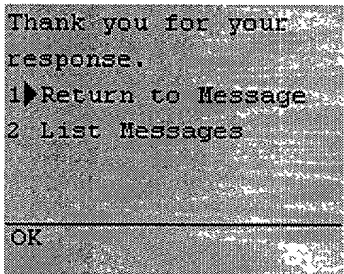 Thank you for your
response.
1▶Return to Message
2 List Messages
OK